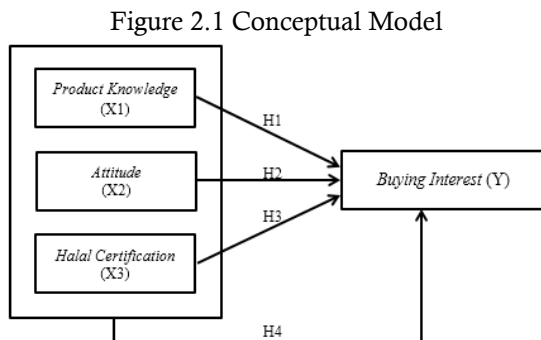 Figure 2.1 Conceptual Model
Product Knowledge
(X1)
H1
Attitude
(X2)
H2
Buying Interest (Y)
H3
Halal Certification
(X3)
H4